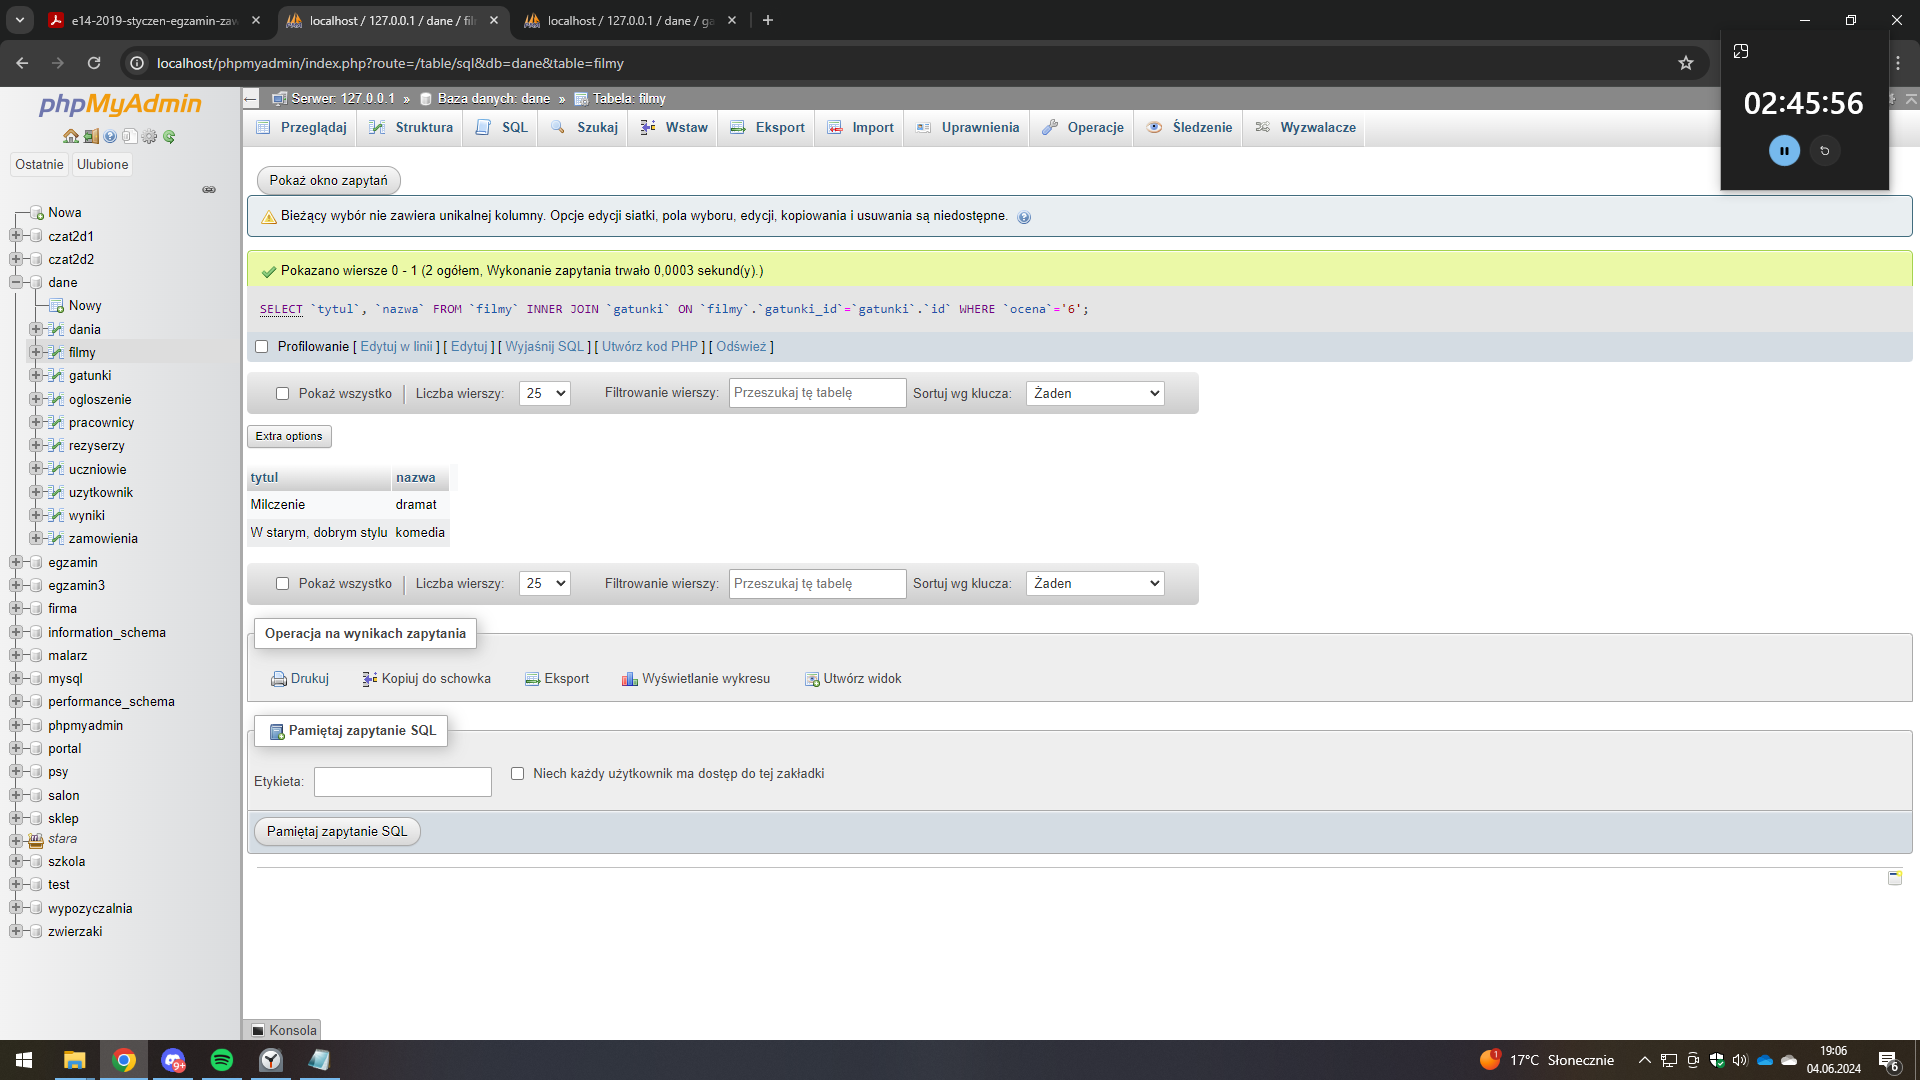 e14-2019-styczen-egzamin-zaw
localhost / 127.0.0.1 / dane / fil
localhost / 127.0.0.1 / dane / ga
localhost/phpmyadmin/index.php?route=/table/sql&db=dane&table=filmy
02:45:56
phpMyAdmin
Ostatnie Ulubione
Nowa
czat2d1
czat2d2
dane
Nowy
dania
filmy
gatunki
ogloszenie
pracownicy
rezyserzy
uczniowie
uzytkownik
wyniki
zamowienia
egzamin
egzamin3
firma
information_schema
malarz
mysql
performance_schema
phpmyadmin
portal
psy
salon
sklep
stara
szkola
test
wypozyczalnia
zwierzaki
Serwer: 127.0.0.1 » Baza danych: dane » Tabela: filmy
Przeglądaj Struktura SQL Szukaj Wstaw Eksport Import Uprawnienia Operacje Śledzenie Wyzwalacze
Pokaż okno zapytań
Bieżący wybór nie zawiera unikalnej kolumny. Opcje edycji siatki, pola wyboru, edycji, kopiowania i usuwania są niedostępne.
Pokazano wiersze 0 - 1 (2 ogółem, Wykonanie zapytania trwało 0,0003 sekund(y).)
SELECT `tytul`, `nazwa` FROM `filmy` INNER JOIN `gatunki` ON `filmy`.`gatunki_id`=`gatunki`.`id` WHERE `ocena`='6';
Profilowanie [ Edytuj w linii ] [ Edytuj ] [ Wyjaśnij SQL ] [ Utwórz kod PHP ] [ Odśwież ]
Pokaż wszystko Liczba wierszy: 25 Filtrowanie wierszy: Przeszukaj tę tabelę Sortuj wg klucza: Żaden
Extra options
tytul nazwa
Milczenie dramat
W starym, dobrym stylu komedia
Pokaż wszystko Liczba wierszy: 25 Filtrowanie wierszy: Przeszukaj tę tabelę Sortuj wg klucza: Żaden
Operacja na wynikach zapytania
Drukuj Kopiuj do schowka Eksport Wyświetlanie wykresu Utwórz widok
Pamiętaj zapytanie SQL
Etykieta: Niech każdy użytkownik ma dostęp do tej zakładki
Pamiętaj zapytanie SQL
Konsola
9+
1
17°C Słonecznie
19:06
04.06.2024
6